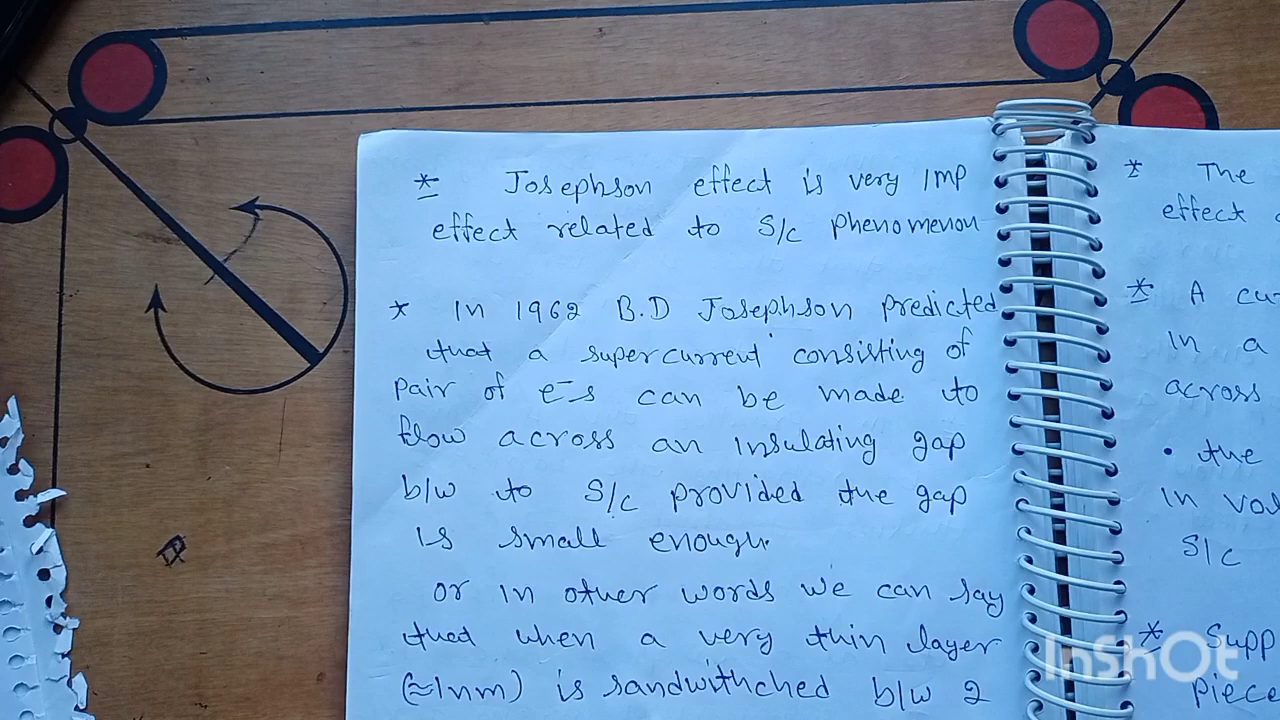 * Josephson effect is very Imp
effect related to S/c Phenomenon
* In 1962 B.D Josephson Predicted
that a supercurrent consisting of
Pair of e⁻s can be made to
flow across an Insulating gap
b/w to S/c provided the gap
Is small enough.
or in other words we can say
that when a very thin layer
(≈1nm) is sandwithched b/w 2
* The
effect
* A cur
In a
across
• the
In vol
S/c
* Supp
piece
InshOt